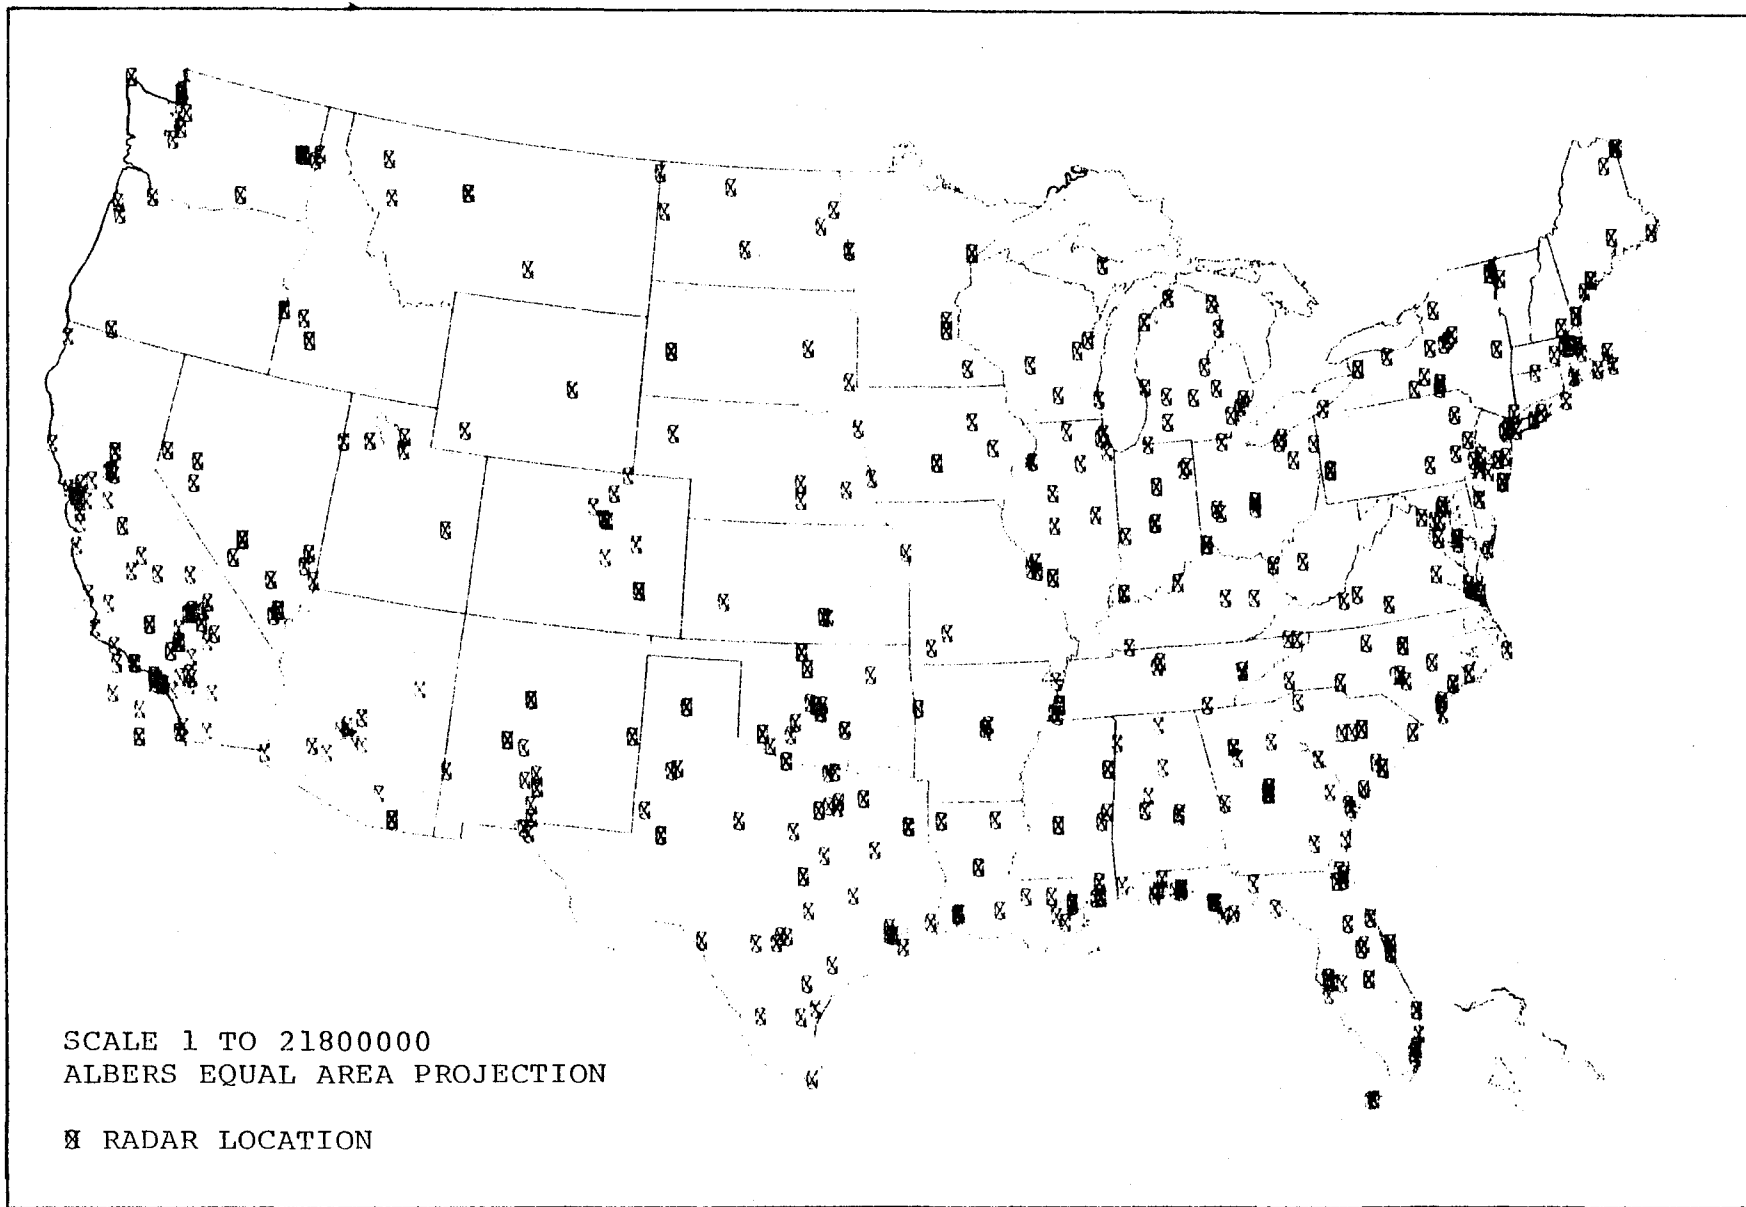 SCALE 1 TO 21800000
ALBERS EQUAL AREA PROJECTION
RADAR LOCATION